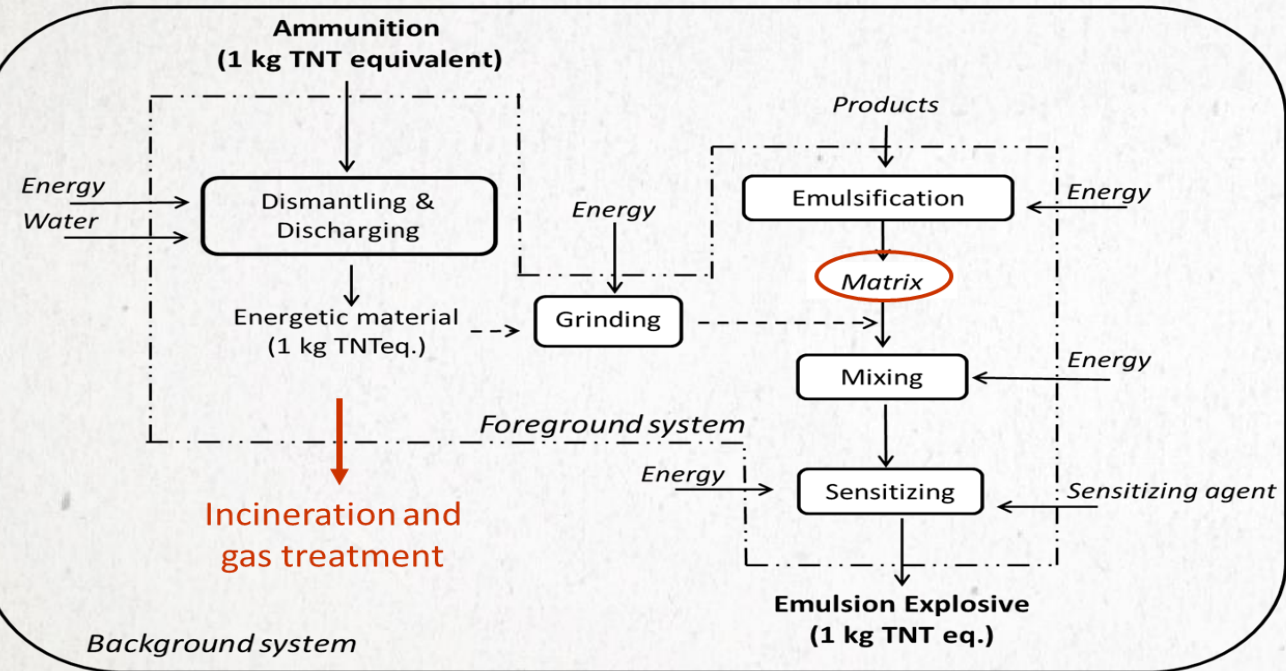 Ammunition
(1 kg TNT equivalent)
Products
Energy
Water
Dismantling &
Discharging
Energy
Emulsification
Energy
Matrix
Energetic material
(1 kg TNTeq.)
Grinding
Mixing
Energy
Foreground system
Energy
Sensitizing
Sensitizing agent
Incineration and
gas treatment
Emulsion Explosive
(1 kg TNT eq.)
Background system